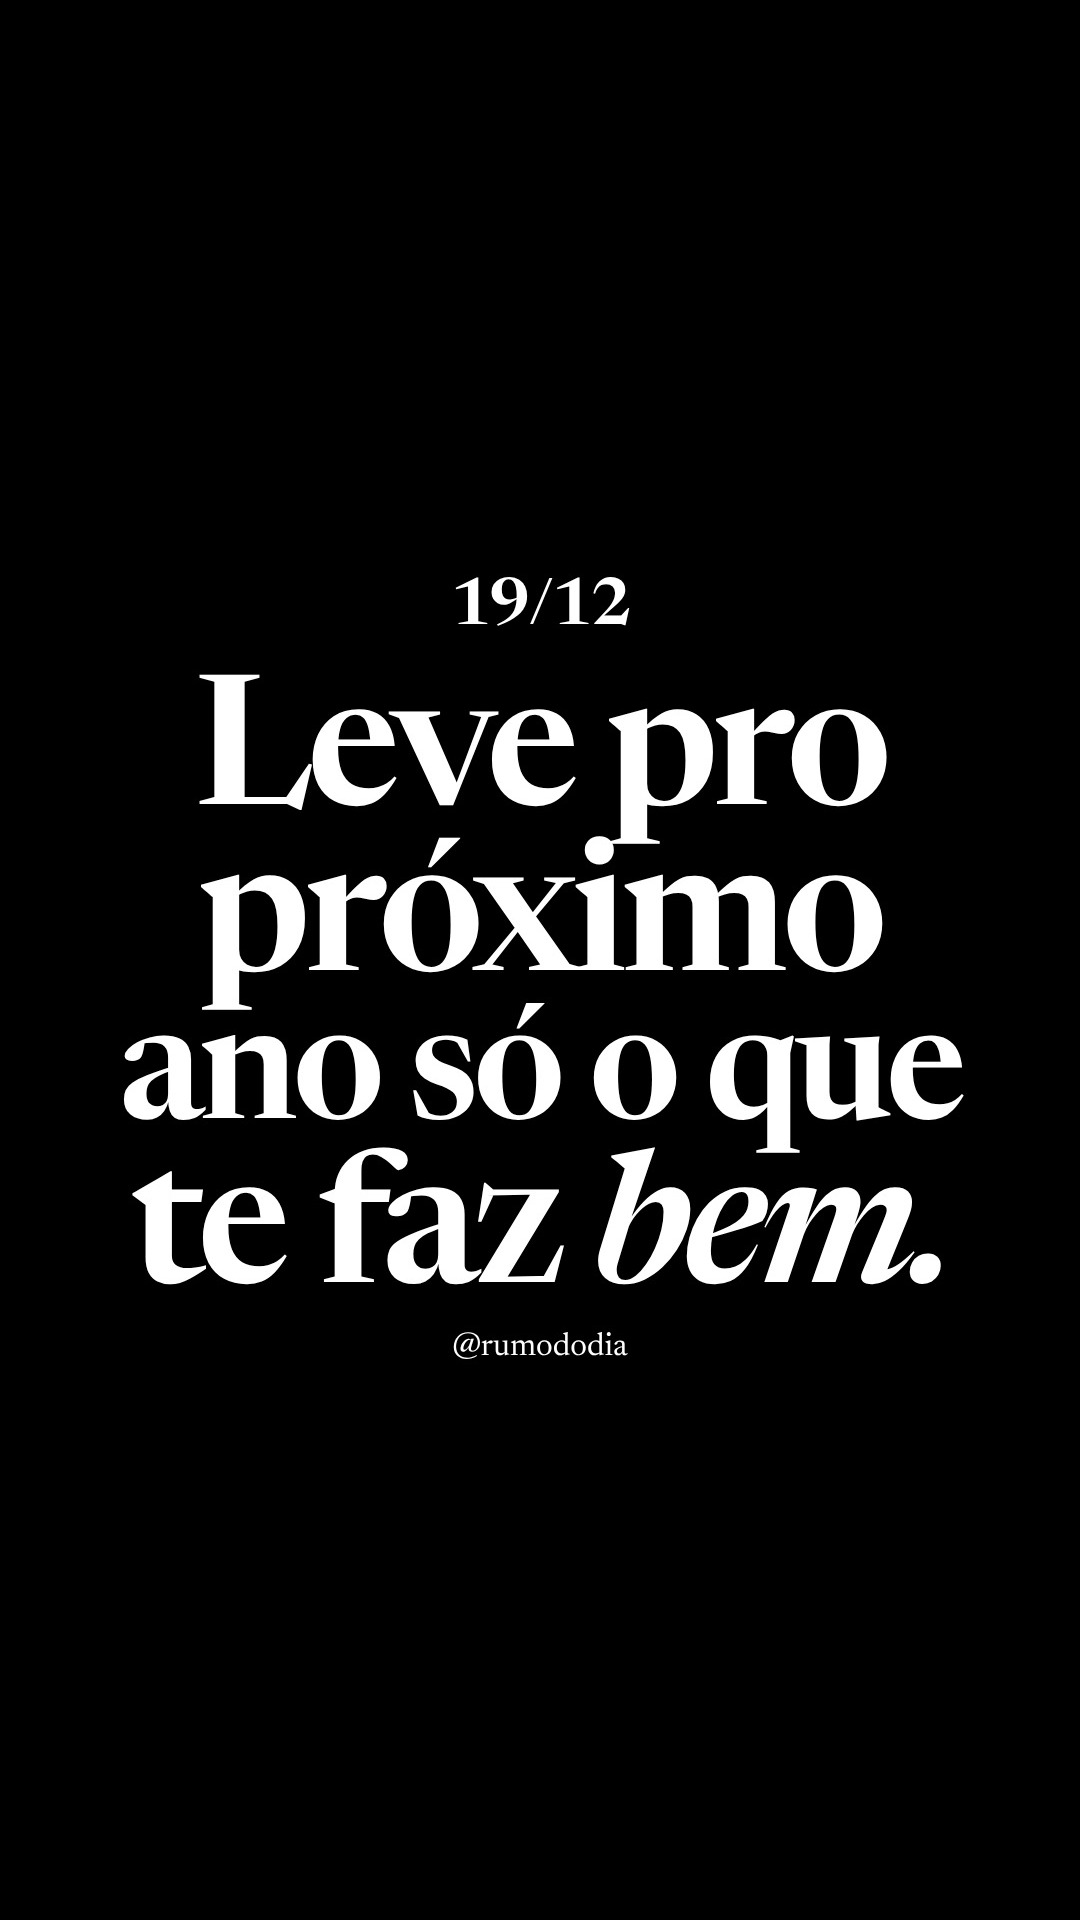 19/12
Leve pro
próximo
ano só o que
te faz bem.
@rumododia